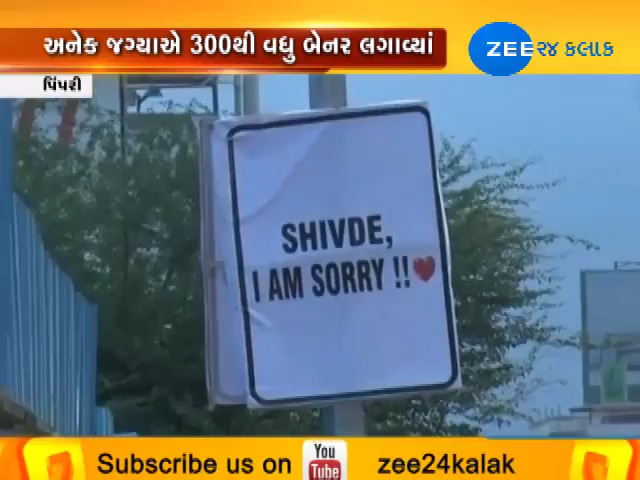 અનેક જગ્યાએ 300થી વધુ બેનર લગાવ્યાં
ZEE ૨૪ કલાક
પિંપરી
SHIVDE,
I AM SORRY !!
Subscribe us on You Tube zee24kalak